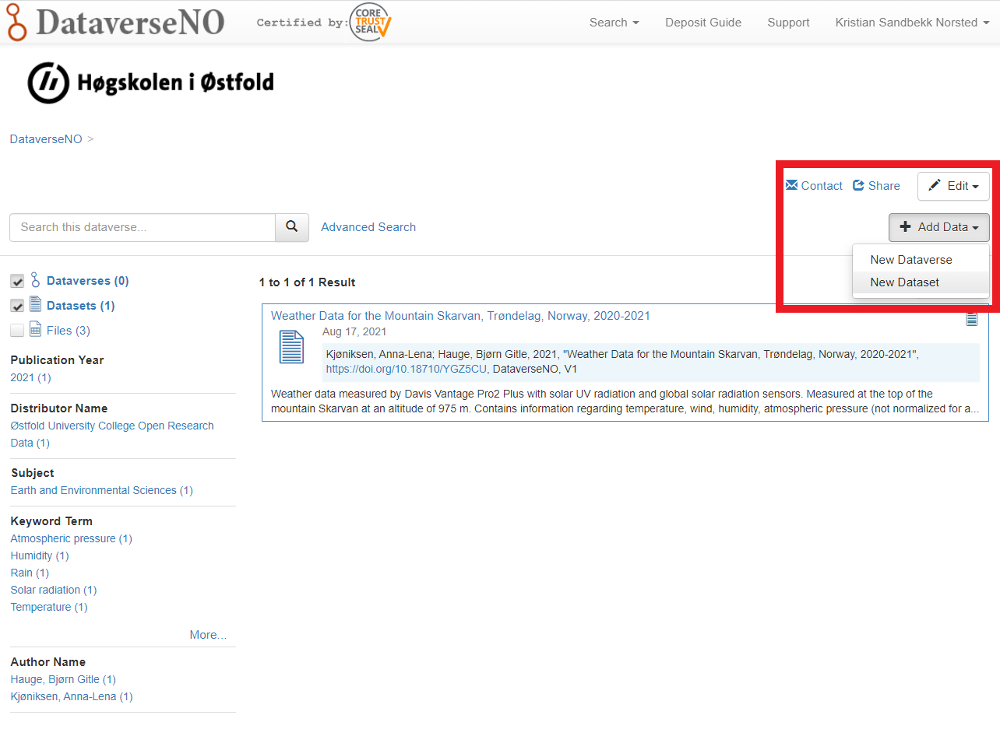 DataverseNO
Certified by:
CORE
TRUST
SEAL
Search
Deposit Guide
Support
Kristian Sandbekk Norsted
Høgskolen i Østfold
DataverseNO >
Contact
Share
Edit
Search this dataverse...
Advanced Search
Add Data
New Dataverse
New Dataset
Dataverses (0)
Datasets (1)
Files (3)
Publication Year
2021 (1)
Distributor Name
Østfold University College Open Research
Data (1)
Subject
Earth and Environmental Sciences (1)
Keyword Term
Atmospheric pressure (1)
Humidity (1)
Rain (1)
Solar radiation (1)
Temperature (1)
More...
Author Name
Hauge, Bjørn Gitle (1)
Kjøniksen, Anna-Lena (1)
1 to 1 of 1 Result
Weather Data for the Mountain Skarvan, Trøndelag, Norway, 2020-2021
Aug 17, 2021
Kjøniksen, Anna-Lena; Hauge, Bjørn Gitle, 2021, "Weather Data for the Mountain Skarvan, Trøndelag, Norway, 2020-2021",
https://doi.org/10.18710/YGZ5CU, DataverseNO, V1
Weather data measured by Davis Vantage Pro2 Plus with solar UV radiation and global solar radiation sensors. Measured at the top of the
mountain Skarvan at an altitude of 975 m. Contains information regarding temperature, wind, humidity, atmospheric pressure (not normalized for a...